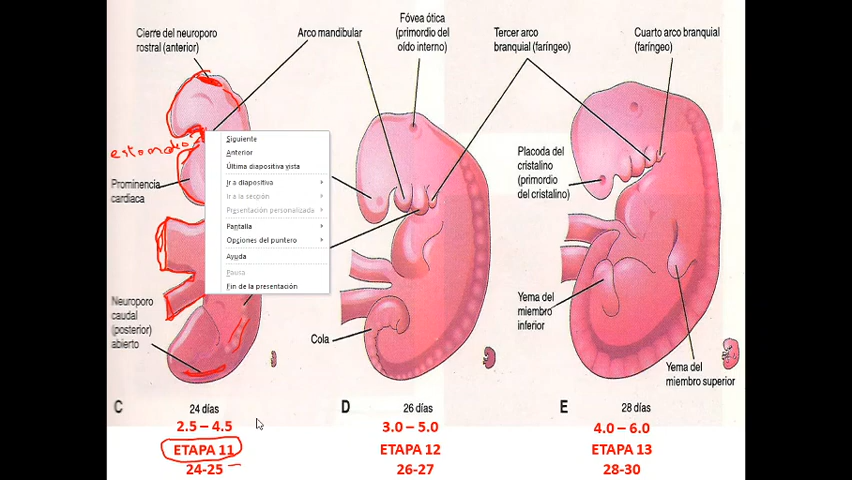 Cierre del neuroporo
rostral (anterior)
Arco mandibular
Fóvea ótica
(primordio del
oído interno)
Tercer arco
branquial (faríngeo)
Cuarto arco branquial
(faríngeo)
Prominencia
cardiaca
Siguiente
Anterior
Última diapositiva vista
Ir a diapositiva
Ir a la sección
Presentación personalizada
Pantalla
Opciones del puntero
Ayuda
Pausa
Fin de la presentación
Placoda del
cristalino
(primordio
del cristalino)
Neuroporo
caudal
(posterior)
abierto
Cola
Yema del
miembro
inferior
Yema del
miembro superior
C
24 días
D
26 días
E
28 días
2.5 – 4.5
3.0 – 5.0
4.0 – 6.0
ETAPA 11
ETAPA 12
ETAPA 13
24-25
26-27
28-30